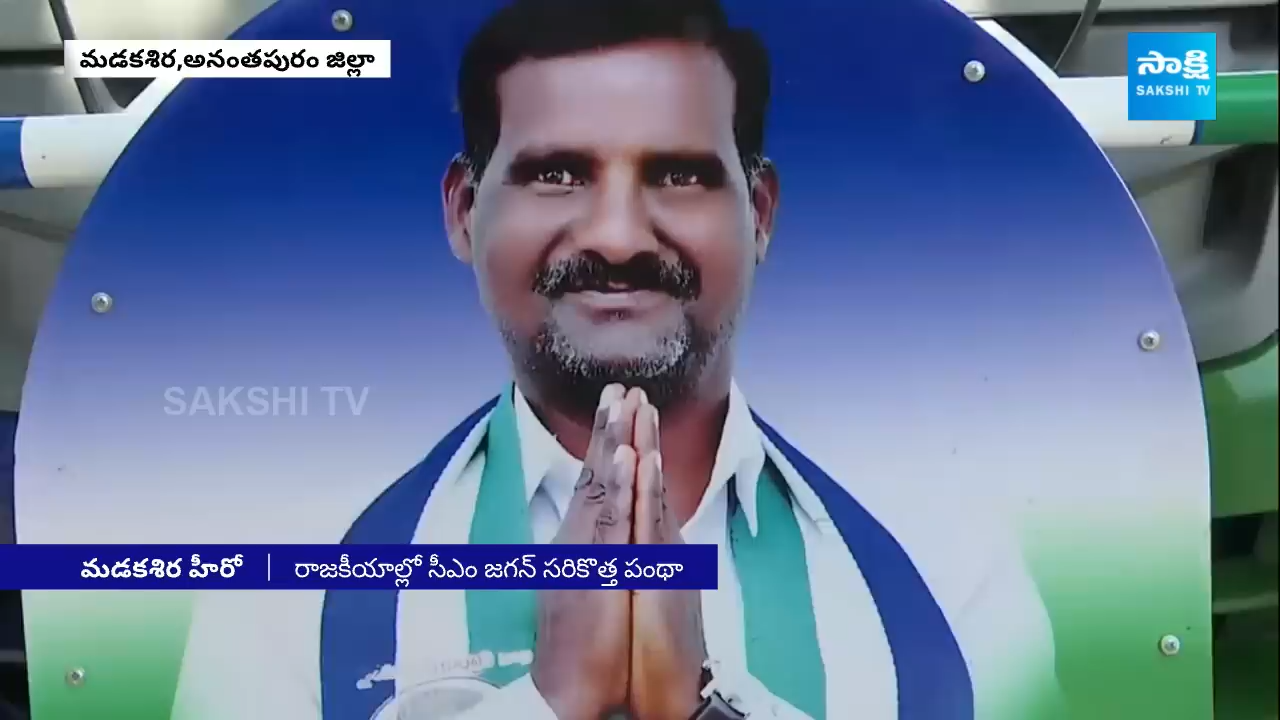 మడకశిర,అనంతపురం జిల్లా
సాక్షి
SAKSHI TV
SAKSHI TV
మడకశిర హీరో | రాజకీయాల్లో సీఎం జగన్ సరికొత్త పంథా